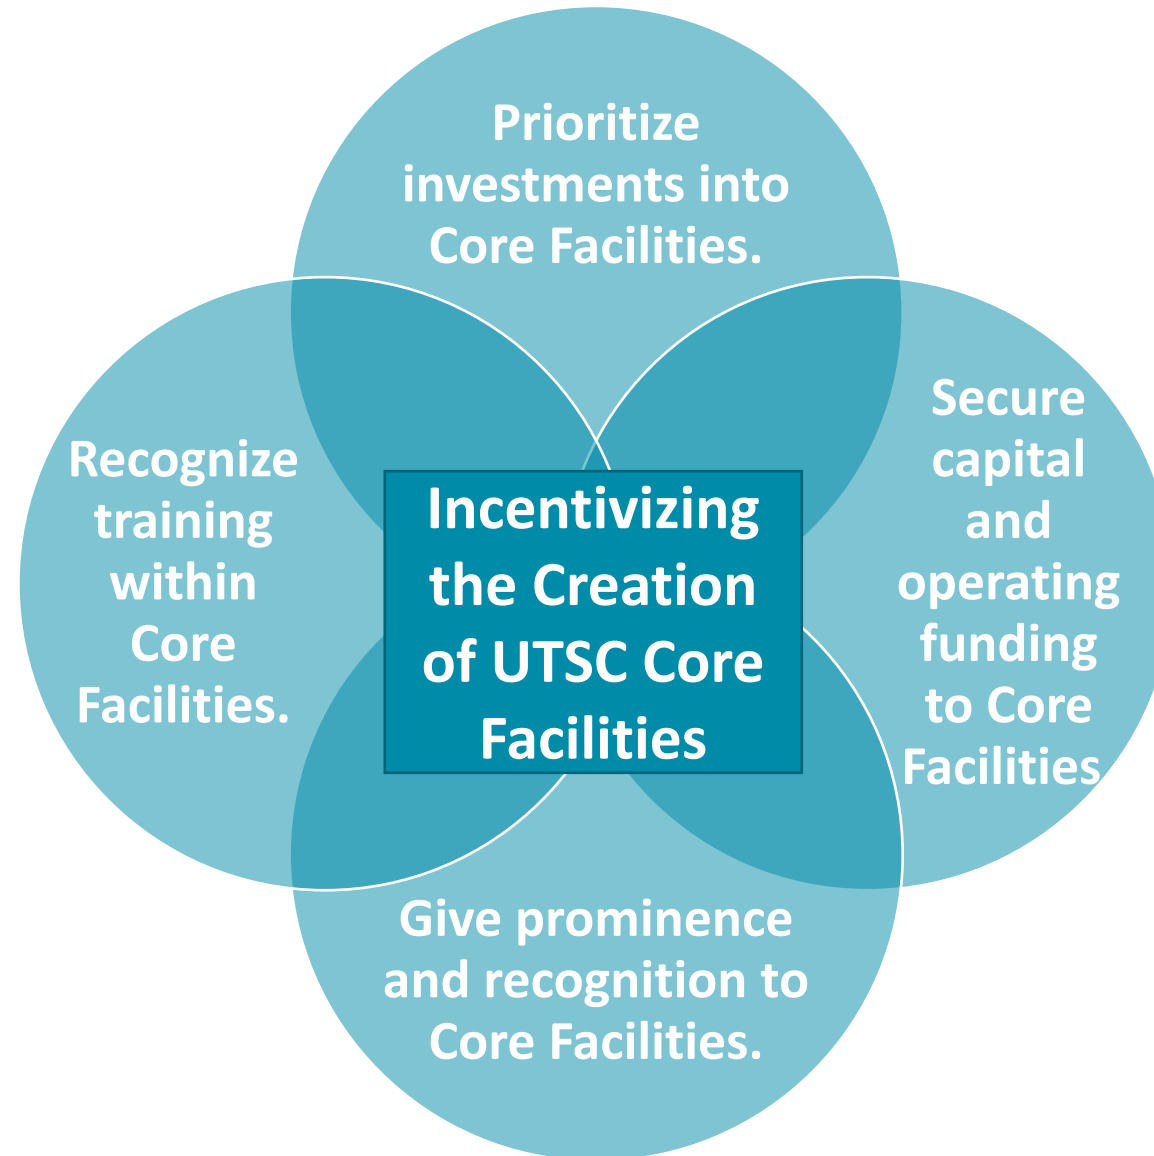 Prioritize
investments into
Core Facilities.
Recognize
training
within
Core
Facilities.
Incentivizing
the Creation
of UTSC Core
Facilities
Secure
capital
and
operating
funding
to Core
Facilities
Give prominence
and recognition to
Core Facilities.